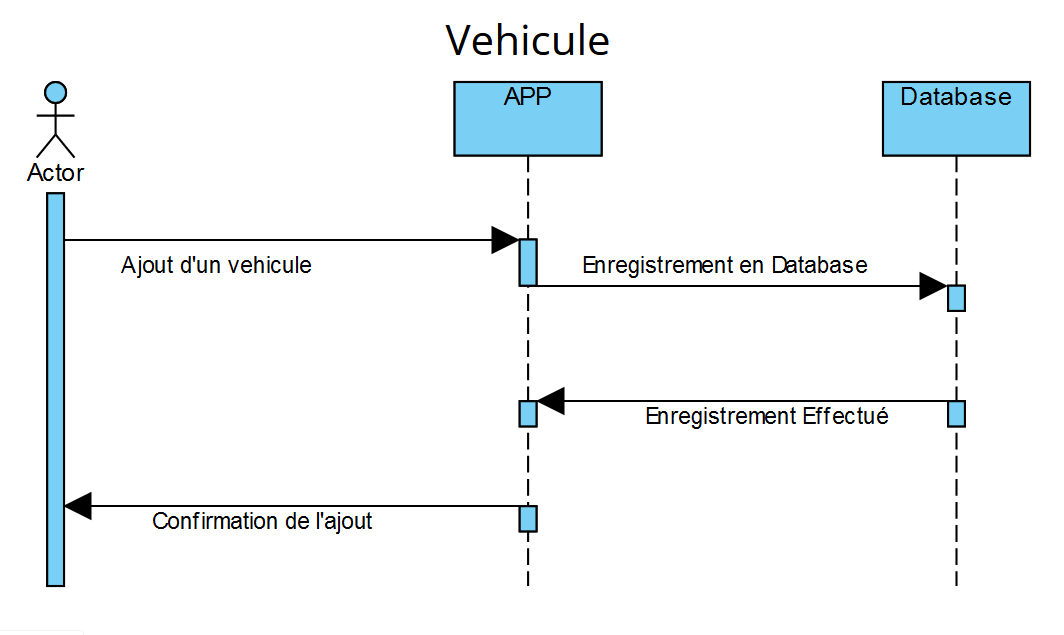 Vehicule
APP
Database
Actor
Ajout d'un vehicule
Enregistrement en Database
Enregistrement Effectué
Confirmation de l'ajout